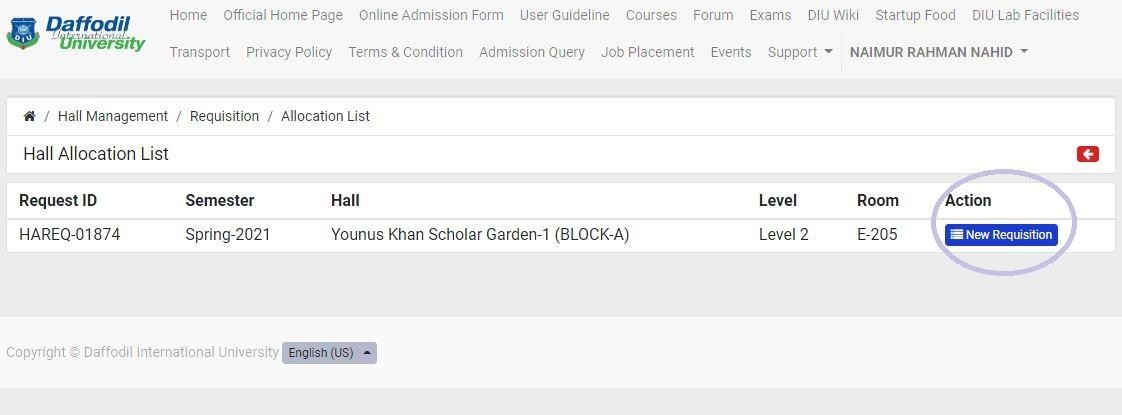 Daffodil
International
University
DIU
Home Official Home Page Online Admission Form User Guideline Courses Forum Exams DIU Wiki Startup Food DIU Lab Facilities
Transport Privacy Policy Terms & Condition Admission Query Job Placement Events Support NAIMUR RAHMAN NAHID
/ Hall Management / Requisition / Allocation List
Hall Allocation List
Request ID Semester Hall Level Room Action
HAREQ-01874 Spring-2021 Younus Khan Scholar Garden-1 (BLOCK-A) Level 2 E-205 New Requisition
Copyright © Daffodil International University English (US)